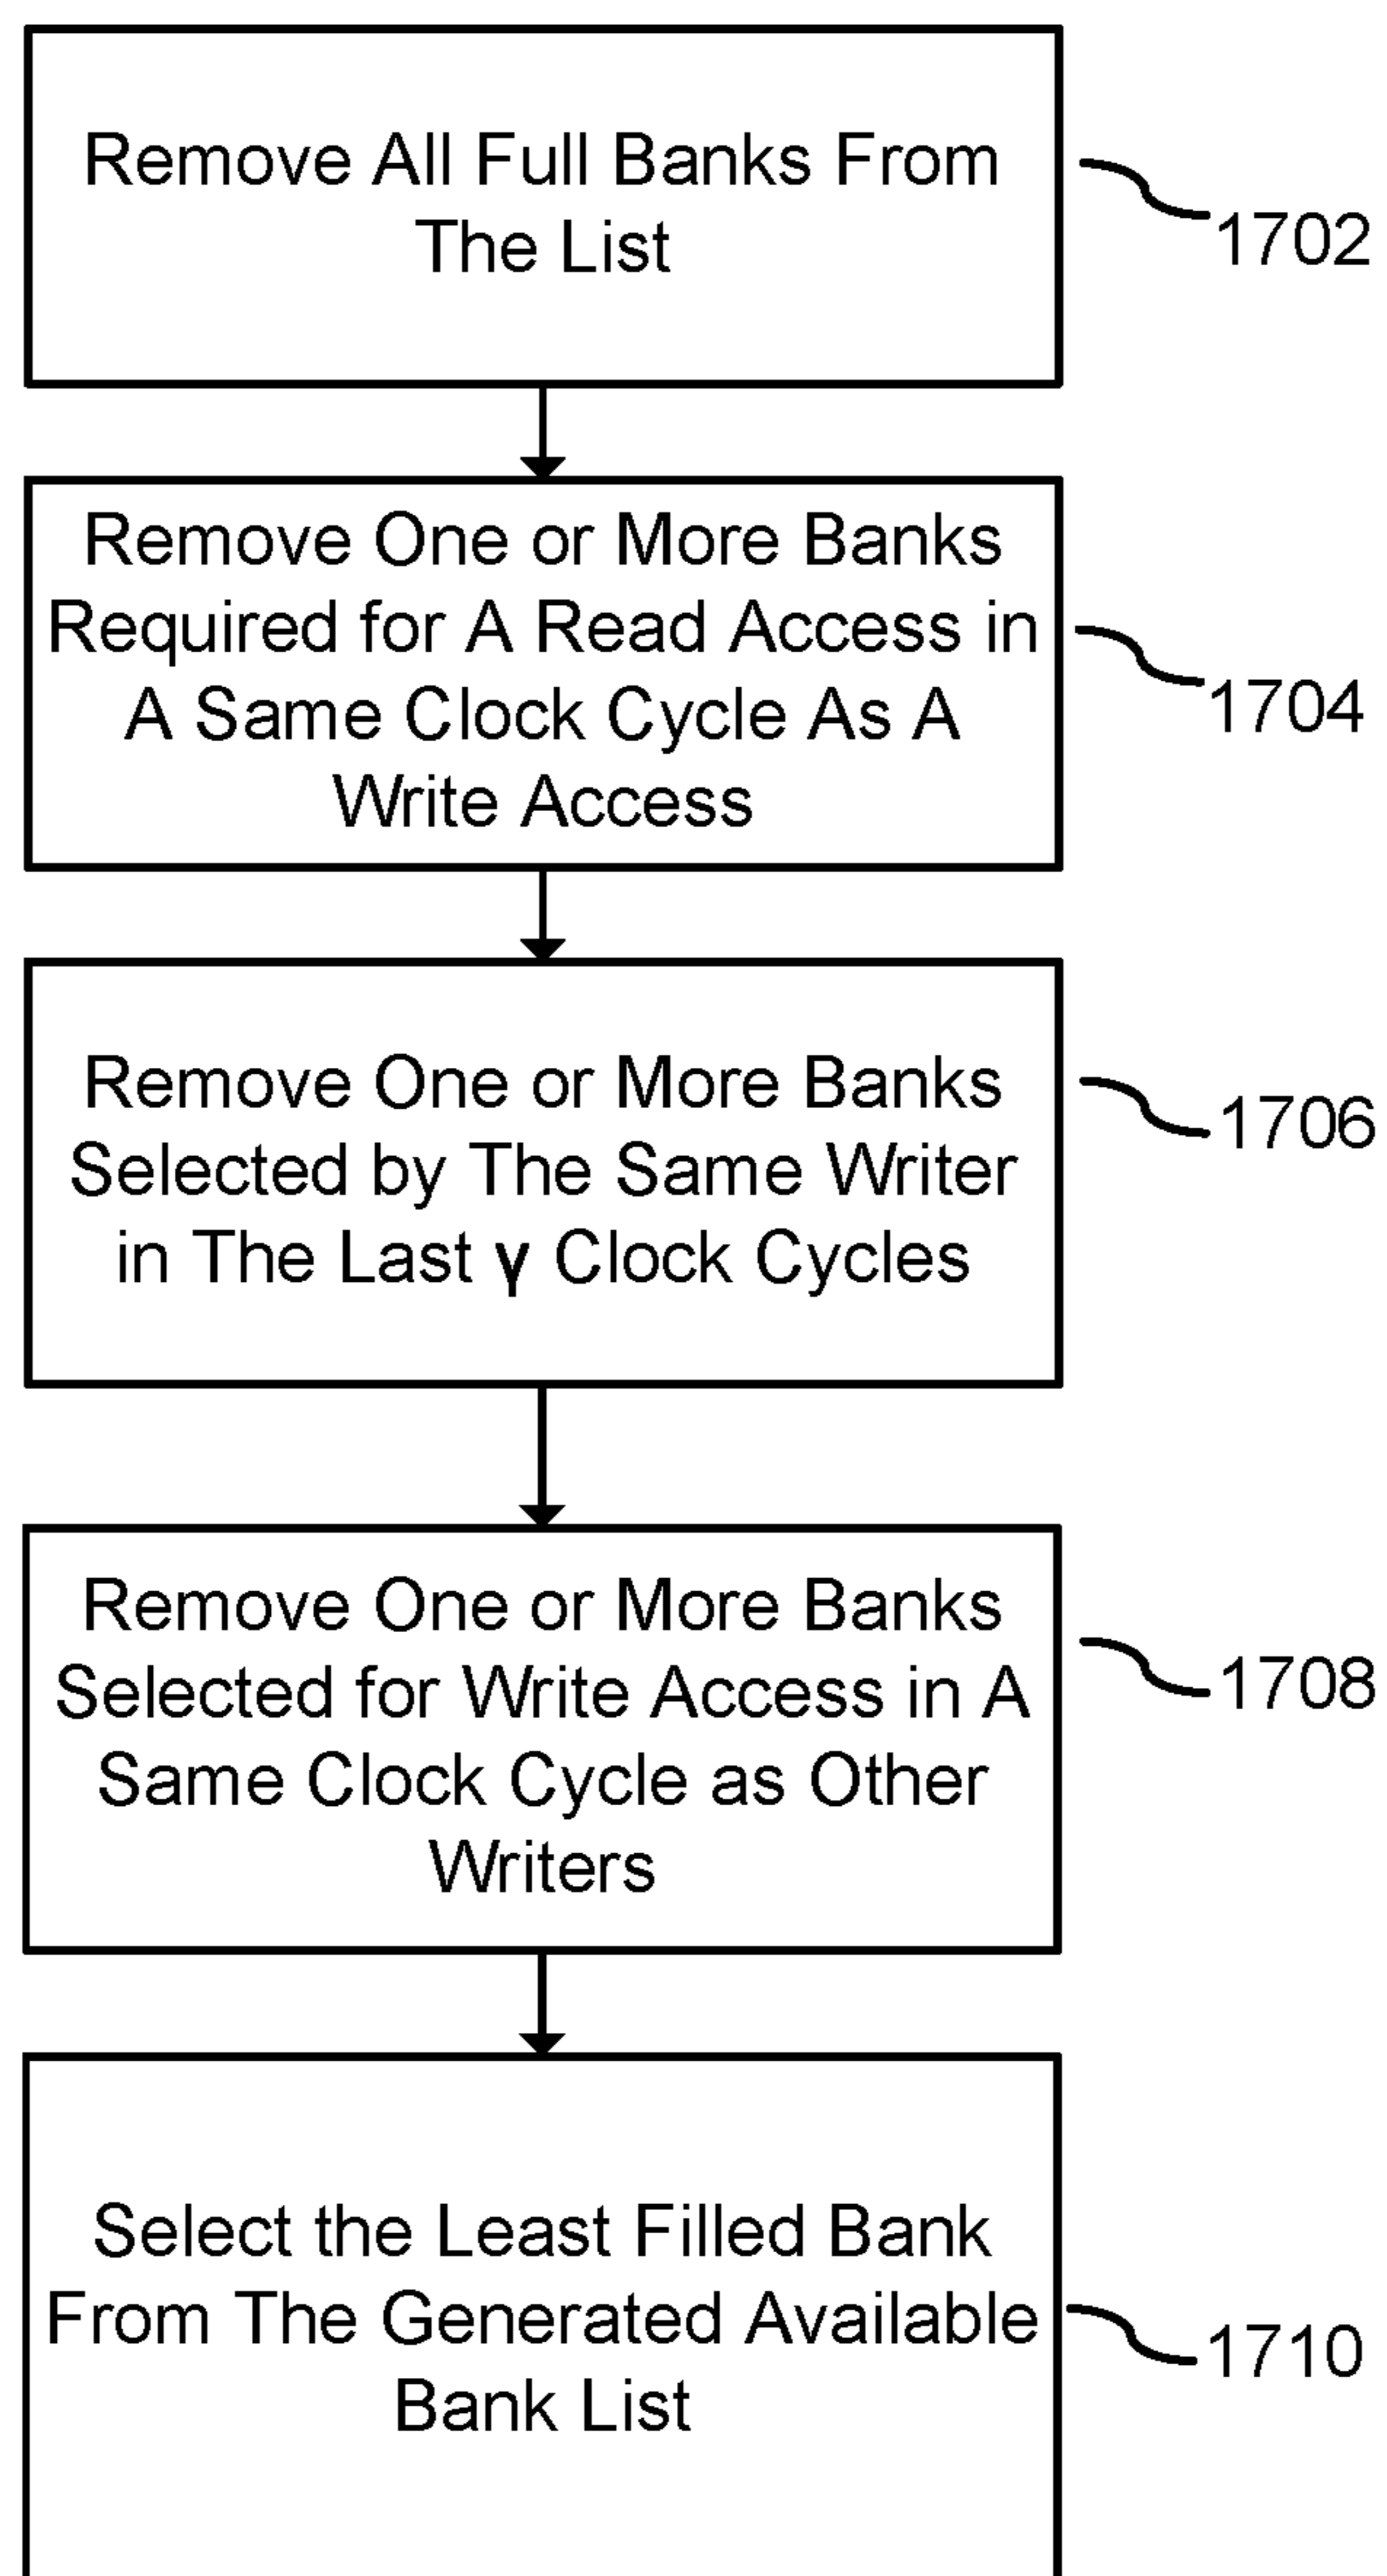 Remove All Full Banks From
The List
1702
Remove One or More Banks
Required for A Read Access in
A Same Clock Cycle As A
Write Access
1704
Remove One or More Banks
Selected by The Same Writer
in The Last γ Clock Cycles
1706
Remove One or More Banks
Selected for Write Access in A
Same Clock Cycle as Other
Writers
1708
Select the Least Filled Bank
From The Generated Available
Bank List
1710